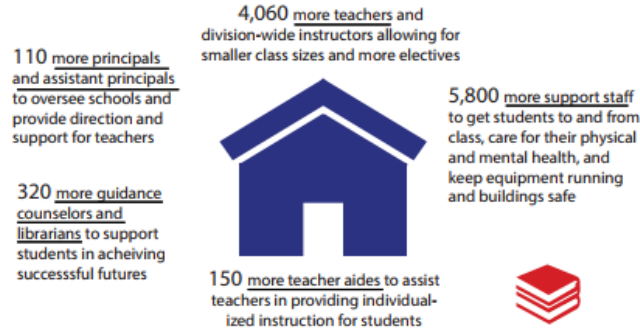 4,060 more teachers and
division-wide instructors allowing for
smaller class sizes and more electives
110 more principals
and assistant principals
to oversee schools and
provide direction and
support for teachers
5,800 more support staff
to get students to and from
class, care for their physical
and mental health, and
keep equipment running
and buildings safe
320 more guidance
counselors and
librarians to support
students in acheiving
successsful futures
150 more teacher aides to assist
teachers in providing individual-
ized instruction for students